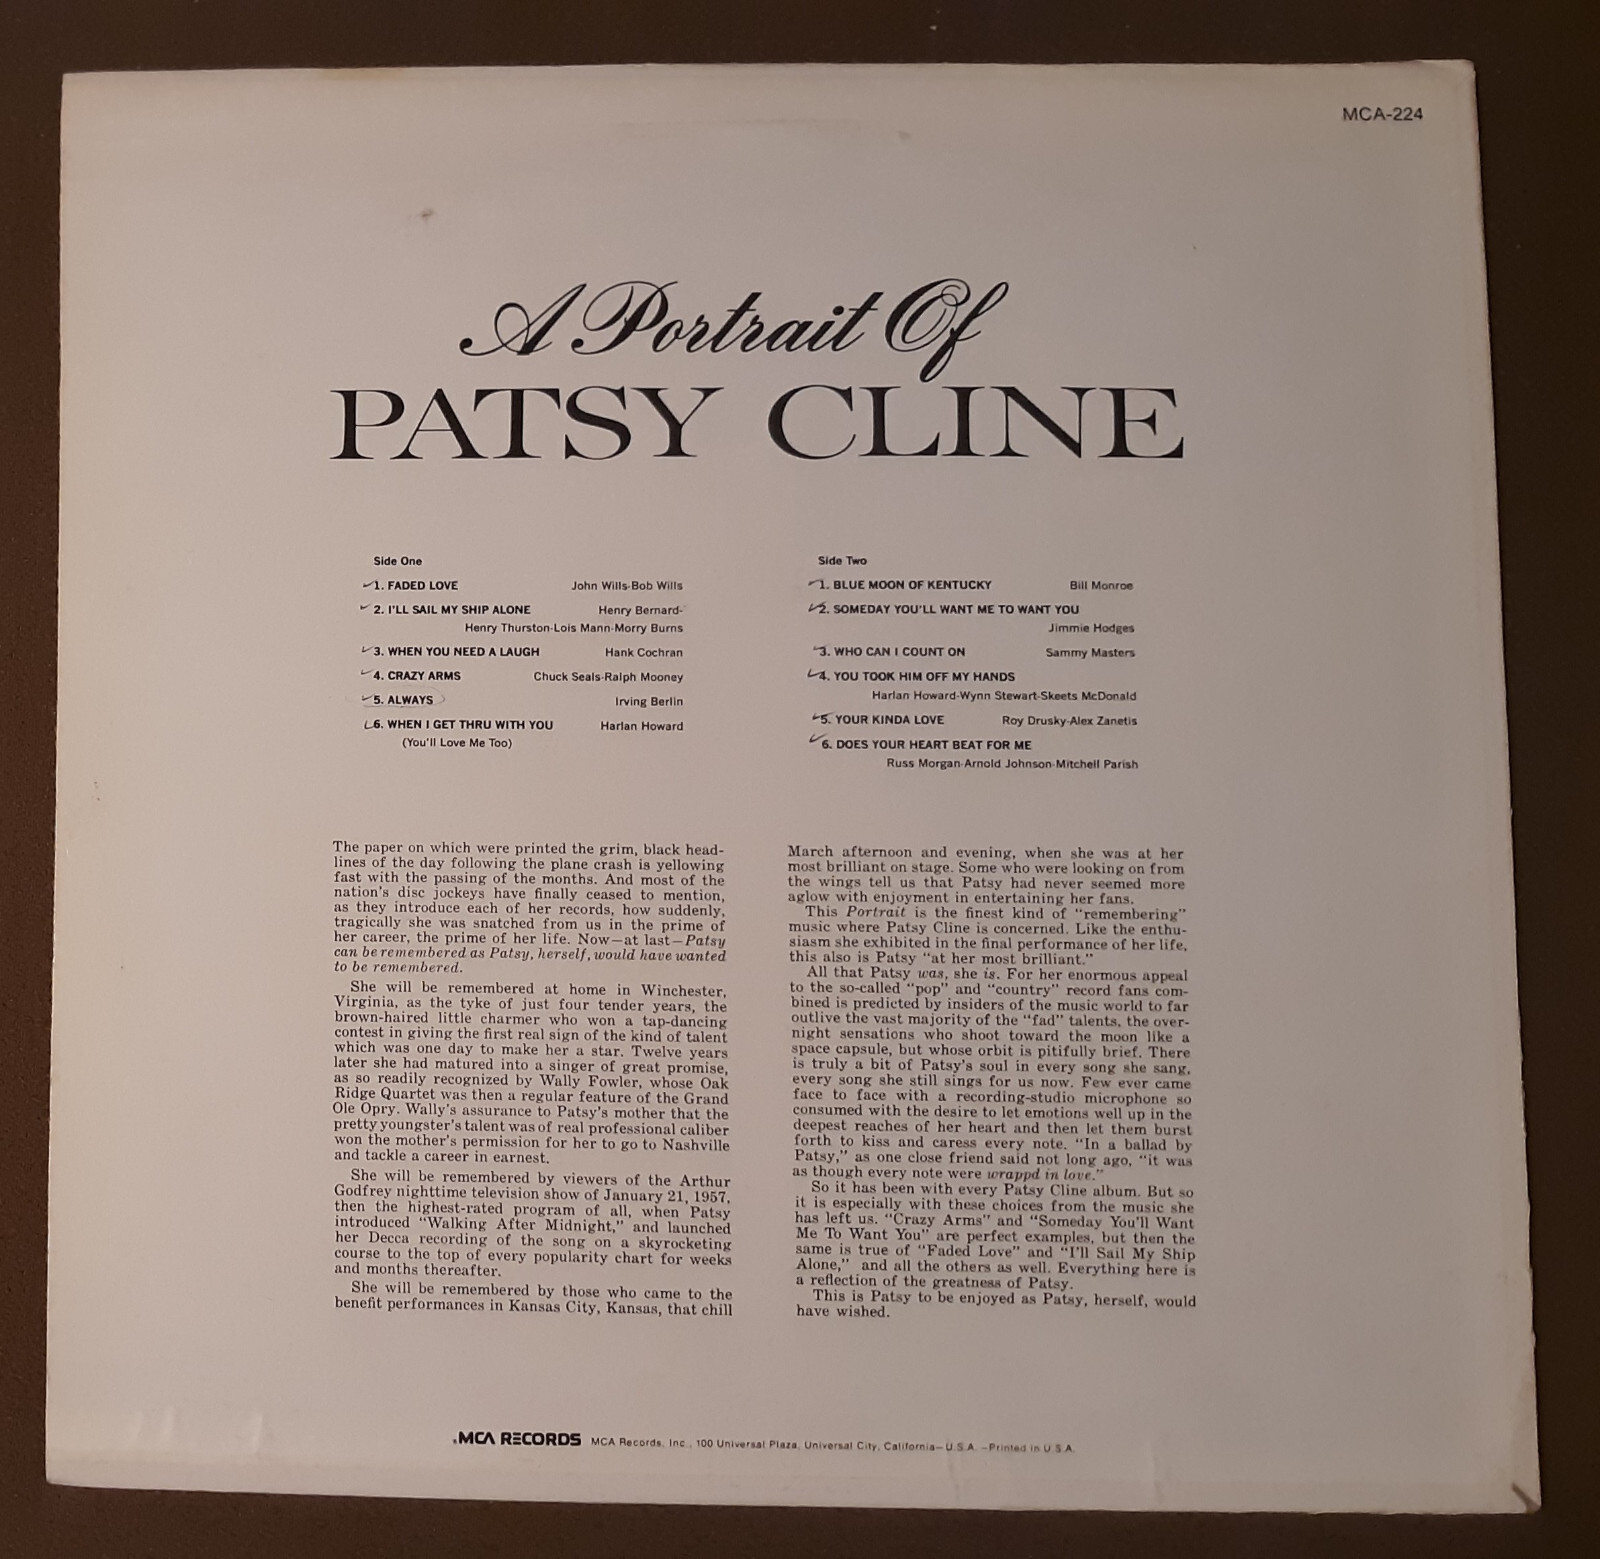 MCA-224
A Portrait Of
PATSY CLINE
Side One
1. FADED LOVE John Wills-Bob Wills
2. I'LL SAIL MY SHIP ALONE Henry Bernard-
Henry Thurston-Lois Mann-Morry Burns
3. WHEN YOU NEED A LAUGH Hank Cochran
4. CRAZY ARMS Chuck Seals-Ralph Mooney
5. ALWAYS Irving Berlin
6. WHEN I GET THRU WITH YOU Harlan Howard
(You'll Love Me Too)
Side Two
1. BLUE MOON OF KENTUCKY Bill Monroe
2. SOMEDAY YOU'LL WANT ME TO WANT YOU
Jimmie Hodges
3. WHO CAN I COUNT ON Sammy Masters
4. YOU TOOK HIM OFF MY HANDS
Harlan Howard-Wynn Stewart-Skeets McDonald
5. YOUR KINDA LOVE Roy Drusky-Alex Zanetis
6. DOES YOUR HEART BEAT FOR ME
Russ Morgan-Arnold Johnson-Mitchell Parish
The paper on which were printed the grim, black head-
lines of the day following the plane crash is yellowing
fast with the passing of the months. And most of the
nation's disc jockeys have finally ceased to mention,
as they introduce each of her records, how suddenly,
tragically she was snatched from us in the prime of
her career, the prime of her life. Now—at last—Patsy
can be remembered as Patsy, herself, would have wanted
to be remembered.
She will be remembered at home in Winchester,
Virginia, as the tyke of just four tender years, the
brown-haired little charmer who won a tap-dancing
contest in giving the first real sign of the kind of talent
which was one day to make her a star. Twelve years
later she had matured into a singer of great promise,
as so readily recognized by Wally Fowler, whose Oak
Ridge Quartet was then a regular feature of the Grand
Ole Opry. Wally's assurance to Patsy's mother that the
pretty youngster's talent was of real professional caliber
won the mother's permission for her to go to Nashville
and tackle a career in earnest.
She will be remembered by viewers of the Arthur
Godfrey nighttime television show of January 21, 1957,
then the highest-rated program of all, when Patsy
introduced "Walking After Midnight," and launched
her Decca recording of the song on a skyrocketing
course to the top of every popularity chart for weeks
and months thereafter.
She will be remembered by those who came to the
benefit performances in Kansas City, Kansas, that chill
March afternoon and evening, when she was at her
most brilliant on stage. Some who were looking on from
the wings tell us that Patsy had never seemed more
aglow with enjoyment in entertaining her fans.
This Portrait is the finest kind of "remembering"
music where Patsy Cline is concerned. Like the enthu-
siasm she exhibited in the final performance of her life,
this also is Patsy "at her most brilliant."
All that Patsy was, she is. For her enormous appeal
to the so-called "pop" and "country" record fans com-
bined is predicted by insiders of the music world to far
outlive the vast majority of the "fad" talents, the over-
night sensations who shoot toward the moon like a
space capsule, but whose orbit is pitifully brief. There
is truly a bit of Patsy's soul in every song she sang,
every song she still sings for us now. Few ever came
face to face with a recording-studio microphone so
consumed with the desire to let emotions well up in the
deepest reaches of her heart and then let them burst
forth to kiss and caress every note. "In a ballad by
Patsy," as one close friend said not long ago, "it was
as though every note were wrappd in love."
So it has been with every Patsy Cline album. But so
it is especially with these choices from the music she
has left us. "Crazy Arms" and "Someday You'll Want
Me To Want You" are perfect examples, but then the
same is true of "Faded Love" and "I'll Sail My Ship
Alone," and all the others as well. Everything here is
a reflection of the greatness of Patsy.
This is Patsy to be enjoyed as Patsy, herself, would
have wished.
MCA RECORDS MCA Records, Inc., 100 Universal Plaza, Universal City, California—U.S.A.—Printed in U.S.A.